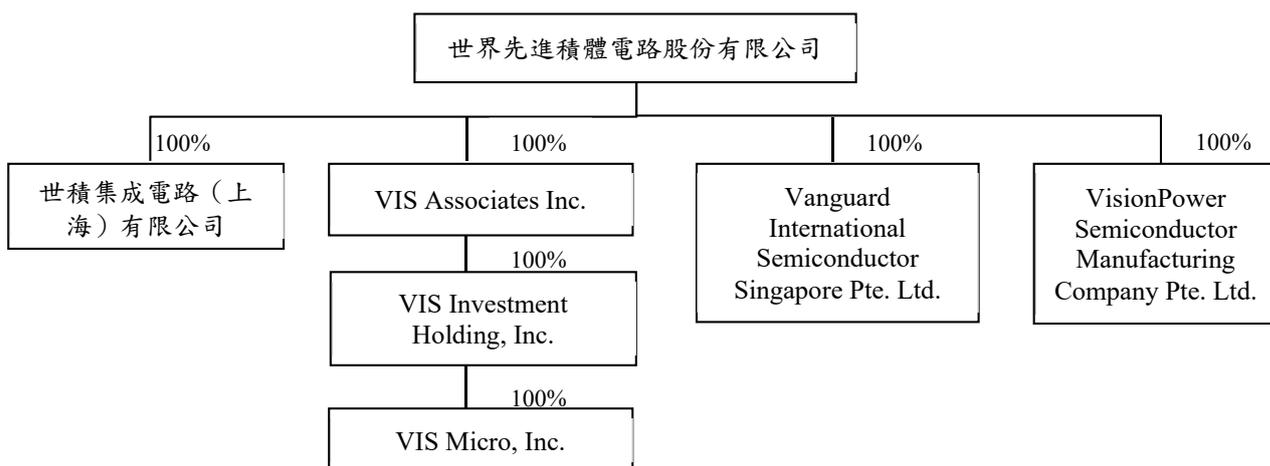 世界先進積體電路股份有限公司
100%
100%
100%
100%
世積集成電路（上
海）有限公司
VIS Associates Inc.
Vanguard
International
Semiconductor
Singapore Pte. Ltd.
VisionPower
Semiconductor
Manufacturing
Company Pte. Ltd.
100%
VIS Investment
Holding, Inc.
100%
VIS Micro, Inc.